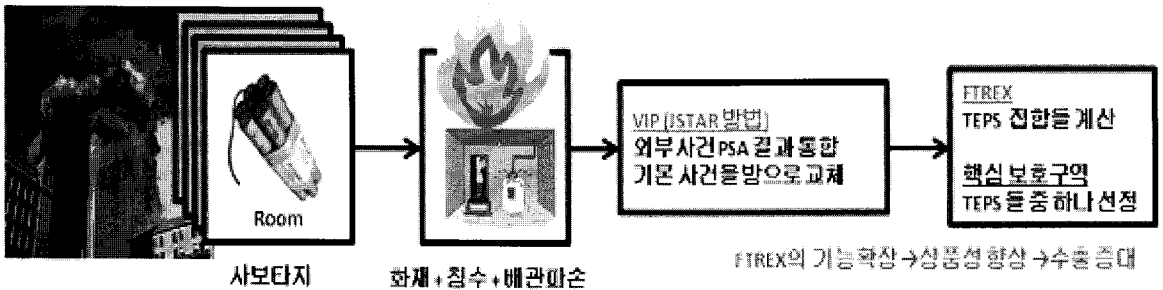 Room
사보타지
화재+침수+배관파손
VIP (JSTAR 방법)
외부사건 PSA 결과 통합
기본 사건을 방으로 교체
FTREX
TEPS 집합들 계산
핵심 보호구역
TEPS 들 중 하나 선정
FTREX의 기능확장→상품성 향상→수출 증대